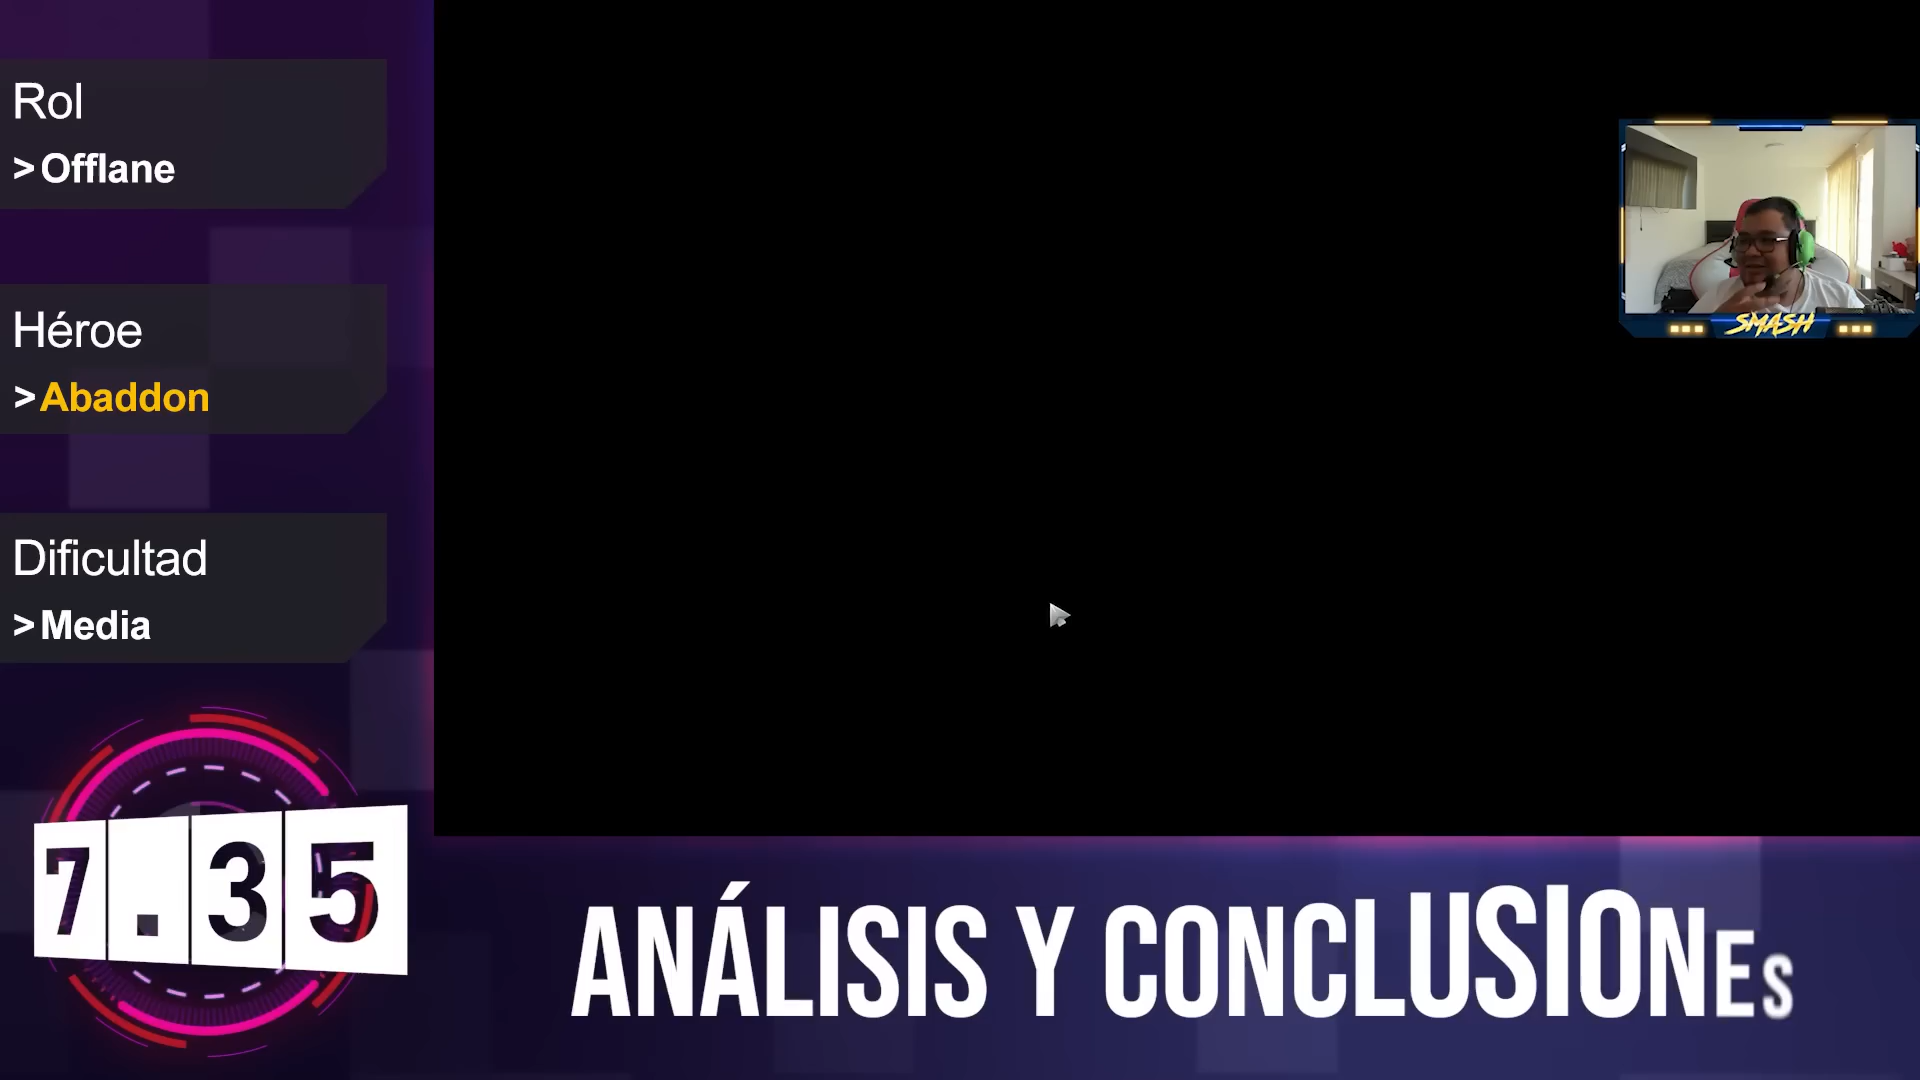 Rol
>Offlane
Héroe
>Abaddon
Dificultad
>Media
7.35
SMASH
ANÁLISIS Y CONCLUSIONES